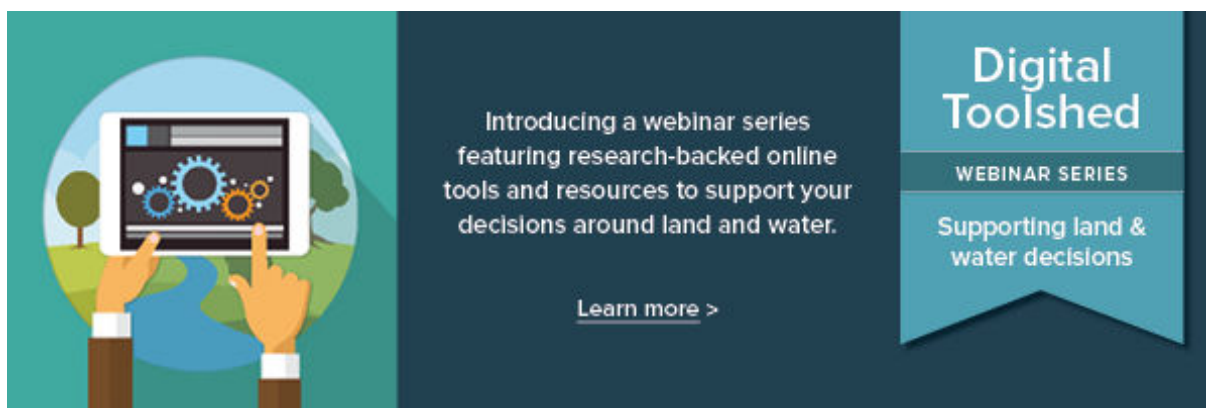 Introducing a webinar series
featuring research-backed online
tools and resources to support your
decisions around land and water.
Learn more >
Digital
Toolshed
WEBINAR SERIES
Supporting land &
water decisions